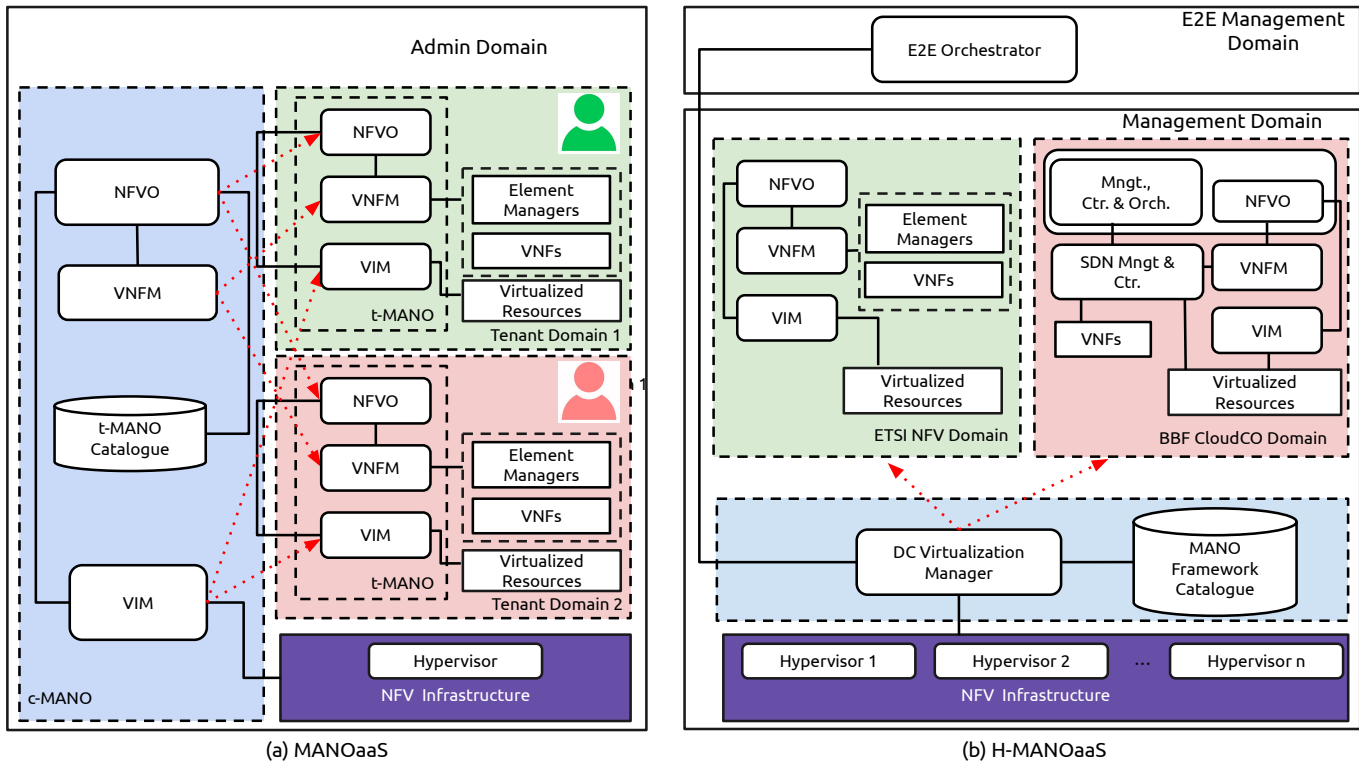 Admin Domain
NFVO
VNFM
t-MANO
Catalogue
VIM
c-MANO
NFVO
VNFM
VIM
t-MANO
Element
Managers
VNFs
Virtualized
Resources
Tenant Domain 1
1
NFVO
VNFM
VIM
t-MANO
Element
Managers
VNFs
Virtualized
Resources
Tenant Domain 2
Hypervisor
NFV Infrastructure
(a) MANOaaS
E2E Management
Domain
E2E Orchestrator
Management Domain
NFVO
VNFM
VIM
Element
Managers
VNFs
Virtualized
Resources
ETSI NFV Domain
Mngt.,
Ctr. & Orch.
NFVO
SDN Mngt &
Ctr.
VNFM
VNFs
VIM
Virtualized
Resources
BBF CloudCO Domain
DC Virtualization
Manager
MANO
Framework
Catalogue
Hypervisor 1
Hypervisor 2
...
Hypervisor n
NFV Infrastructure
(b) H-MANOaaS